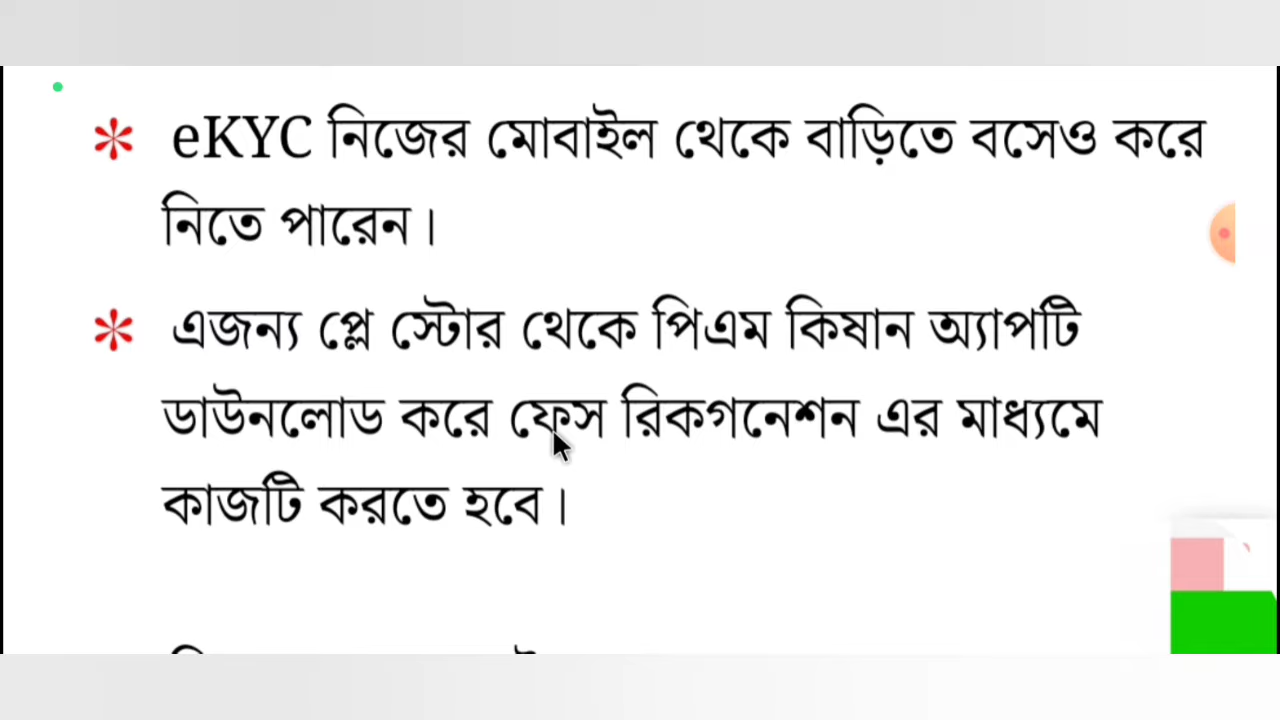 * eKYC নিজের মোবাইল থেকে বাড়িতে বসেও করে
নিতে পারেন।
* এজন্য প্লে স্টোর থেকে পিএম কিষান অ্যাপটি
ডাউনলোড করে ফেস রিকগনেশন এর মাধ্যমে
কাজটি করতে হবে।